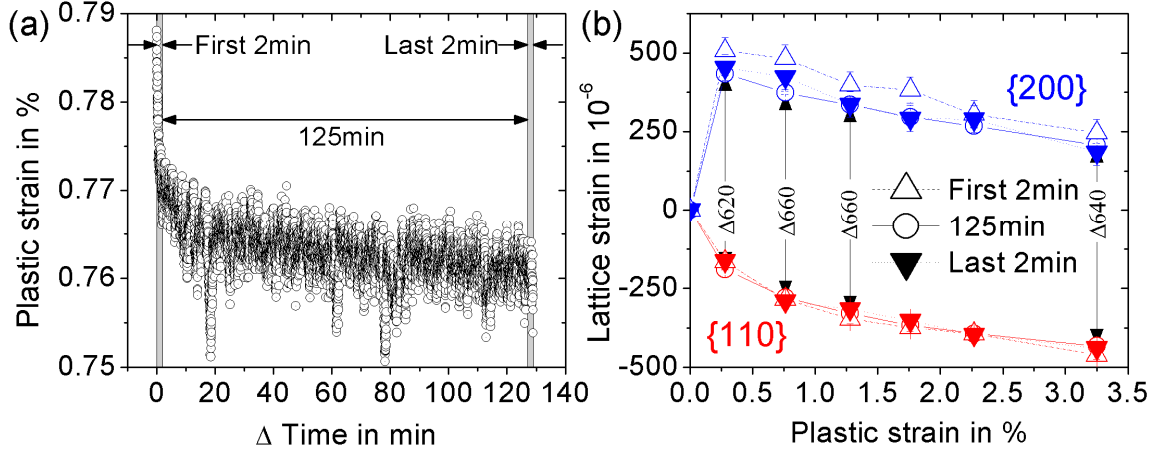 (a)
0.79
0.78
0.77
0.76
0.75
Plastic strain in %
First 2min
Last 2min
125min
0
20
40
60
80
100
120
140
Δ Time in min
(b)
500
250
0
-250
-500
Lattice strain in 10⁻⁶
{200}
{110}
Δ620
Δ660
Δ660
Δ640
First 2min
125min
Last 2min
0.0
0.5
1.0
1.5
2.0
2.5
3.0
3.5
Plastic strain in %